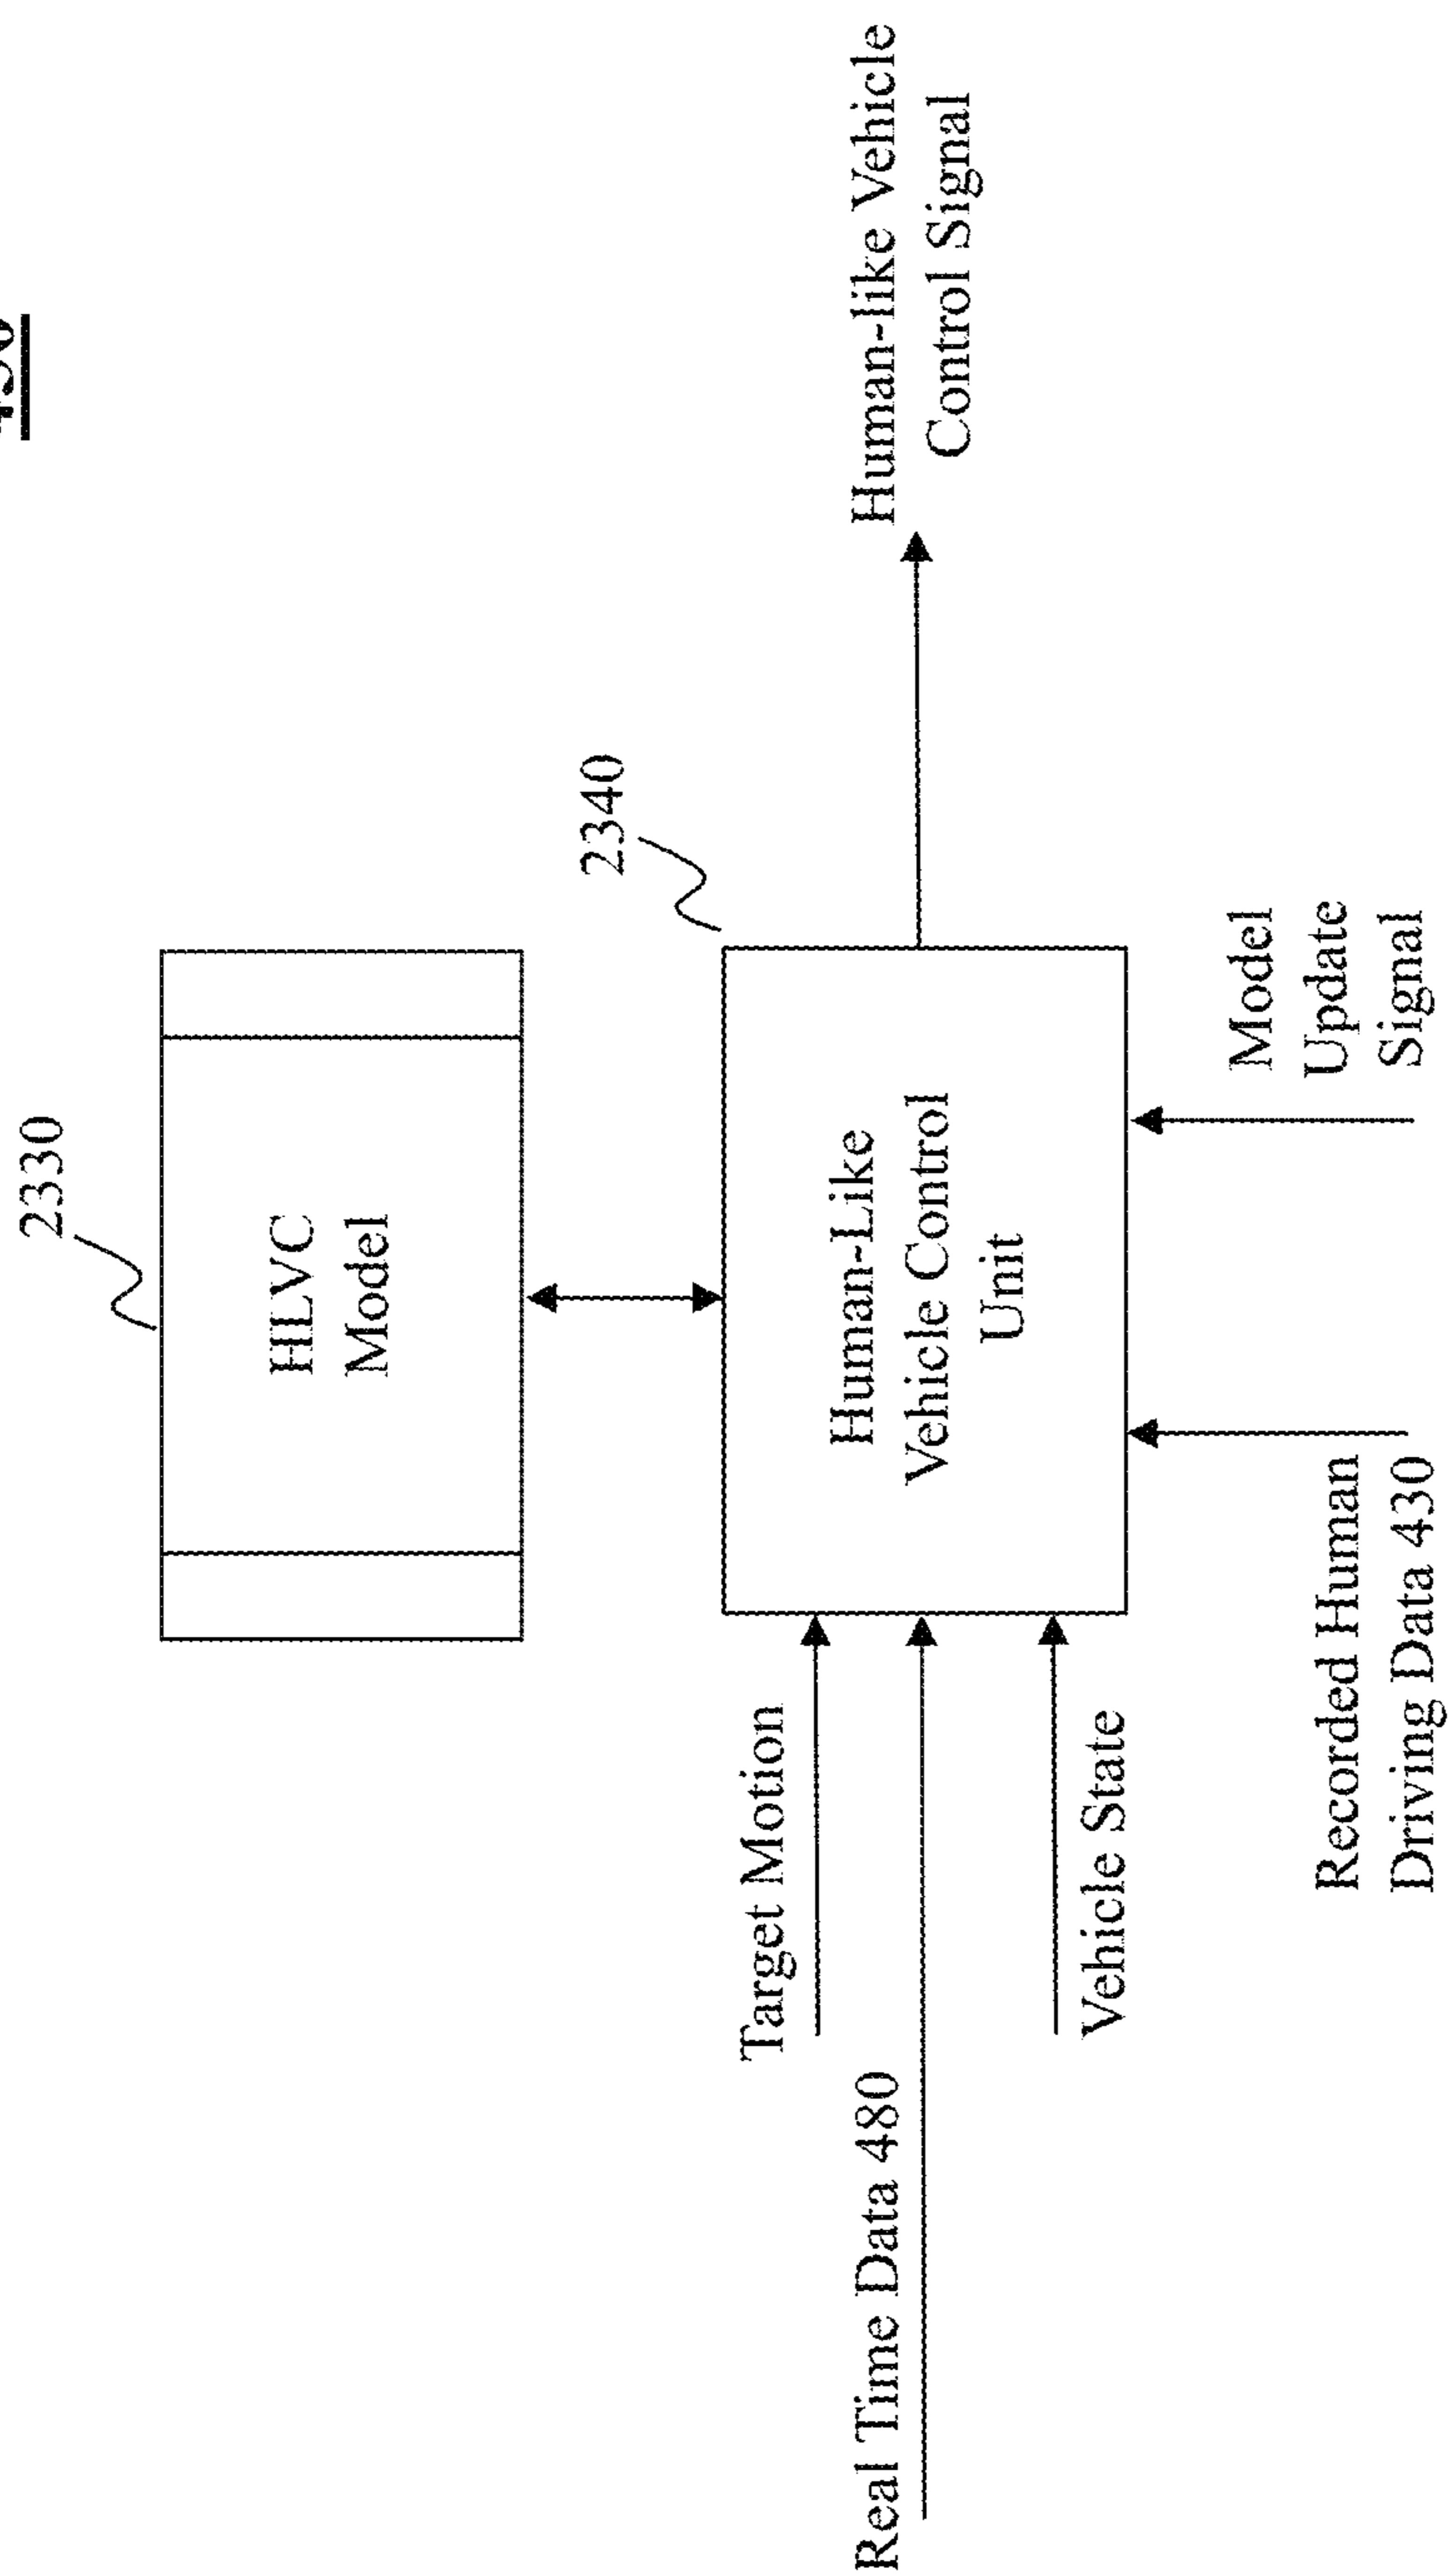 2330
HLVC
Model
2340
Target Motion
Real Time Data 480
Vehicle State
Human-Like
Vehicle Control
Unit
Human-like Vehicle
Control Signal
Recorded Human
Driving Data 430
Model
Update
Signal